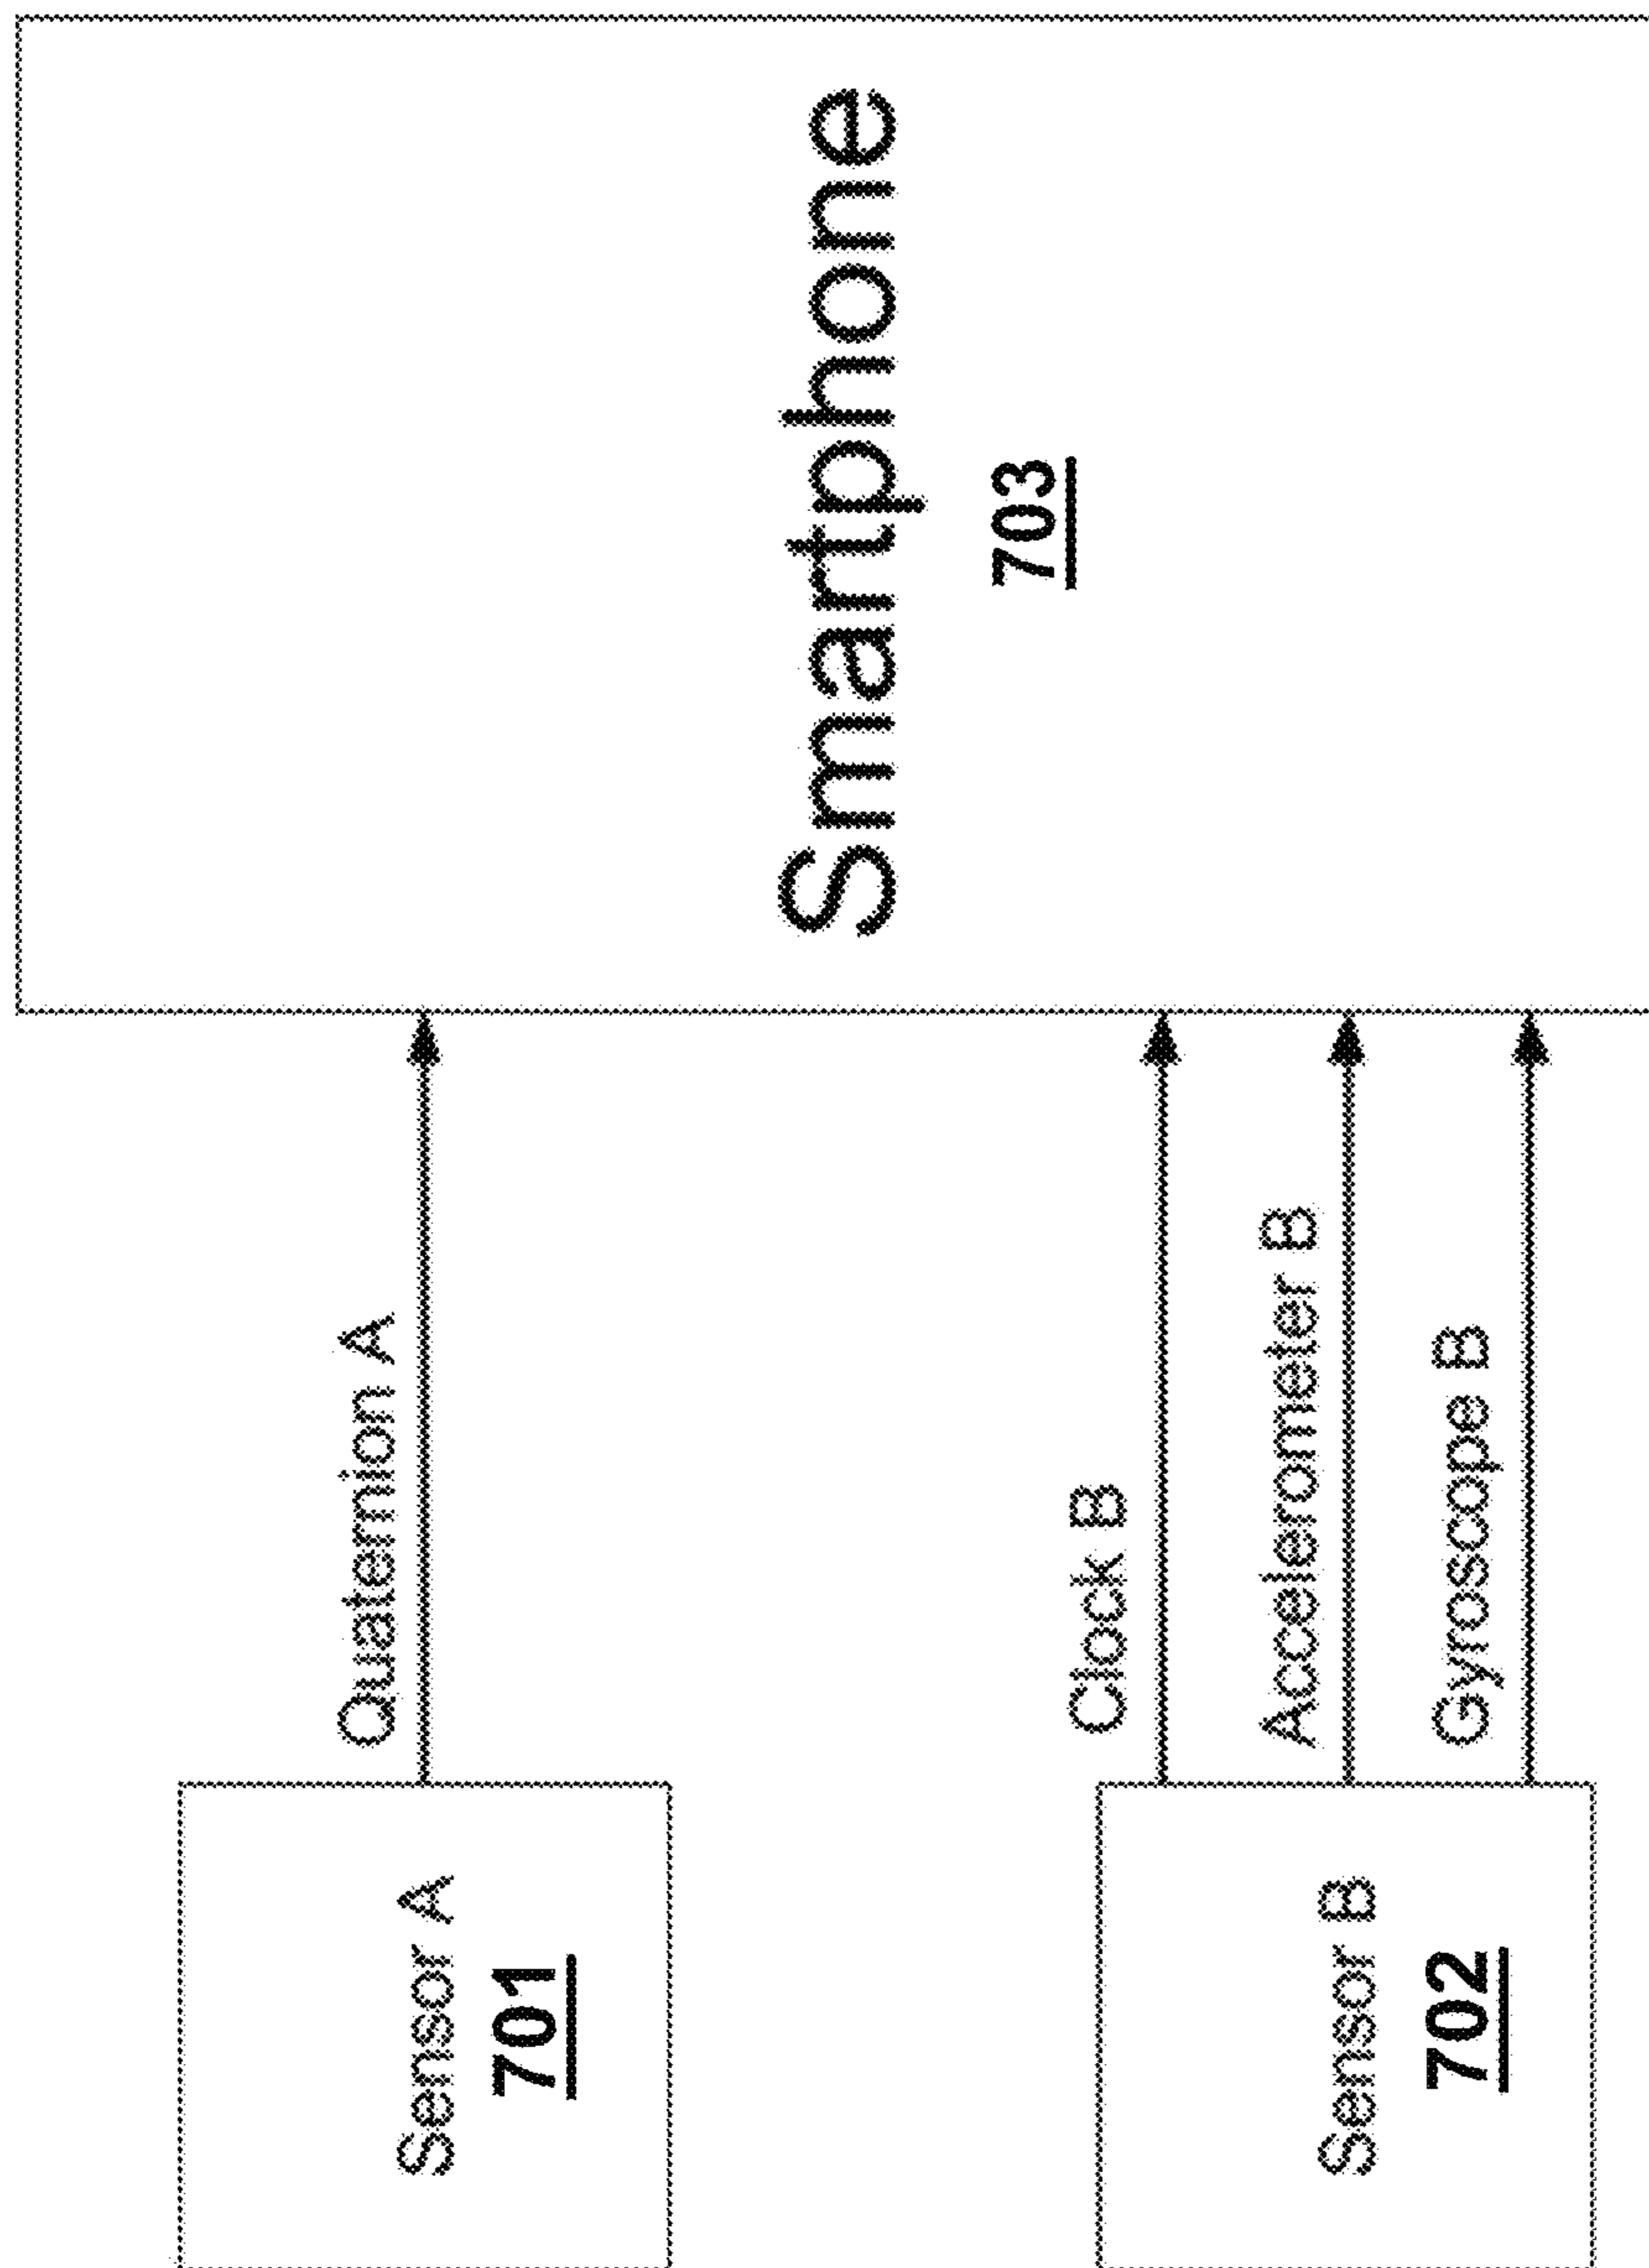 Sensor A
701
Quaternion A
Sensor B
702
Clock B
Accelerometer B
Gyroscope B
Smartphone
703